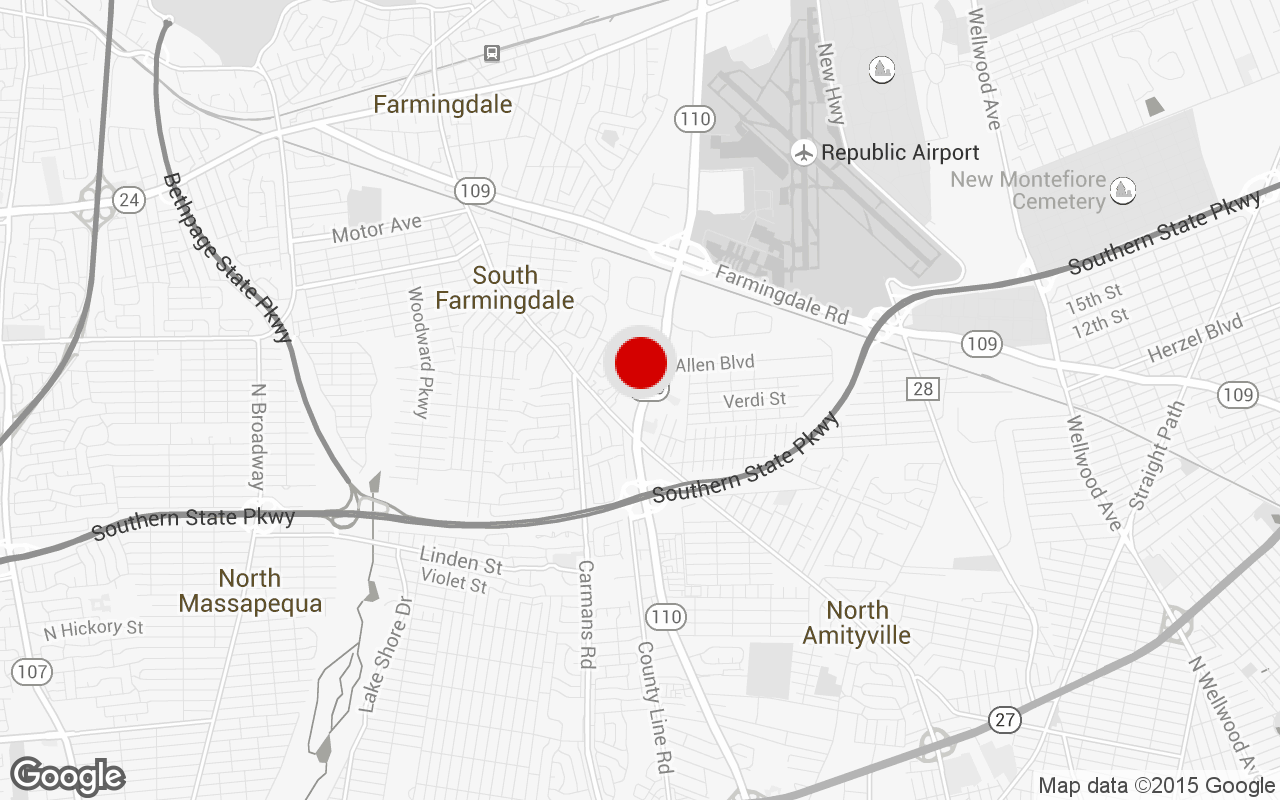 Farmingdale
110
New Hwy
Wellwood Ave
Republic Airport
New Montefiore
Cemetery
24
109
Bethpage State Pkwy
Motor Ave
Southern State Pkwy
South
Farmingdale
Farmingdale Rd
15th St
12th St
Herzel Blvd
Woodward Pkwy
109
Allen Blvd
Verdi St
28
109
N Broadway
Southern State Pkwy
Wellwood Ave
Straight Path
Southern State Pkwy
Linden St
Violet St
North
Massapequa
Carmans Rd
N Hickory St
Lake Shore Dr
110
North
Amityville
County Line Rd
107
N Wellwood Ave
27
Google
Map data ©2015 Google